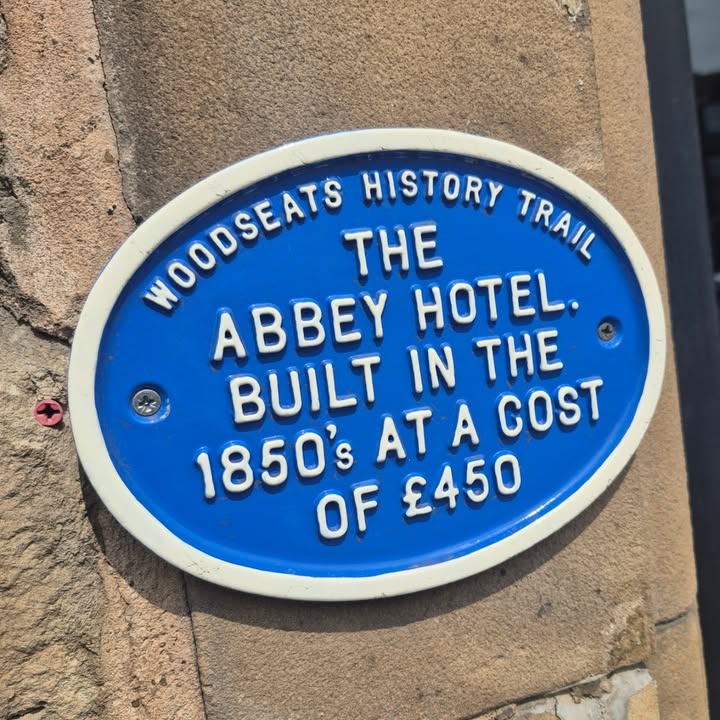 WOODSEATS HISTORY TRAIL
THE
ABBEY HOTEL.
BUILT IN THE
1850's AT A COST
OF £450